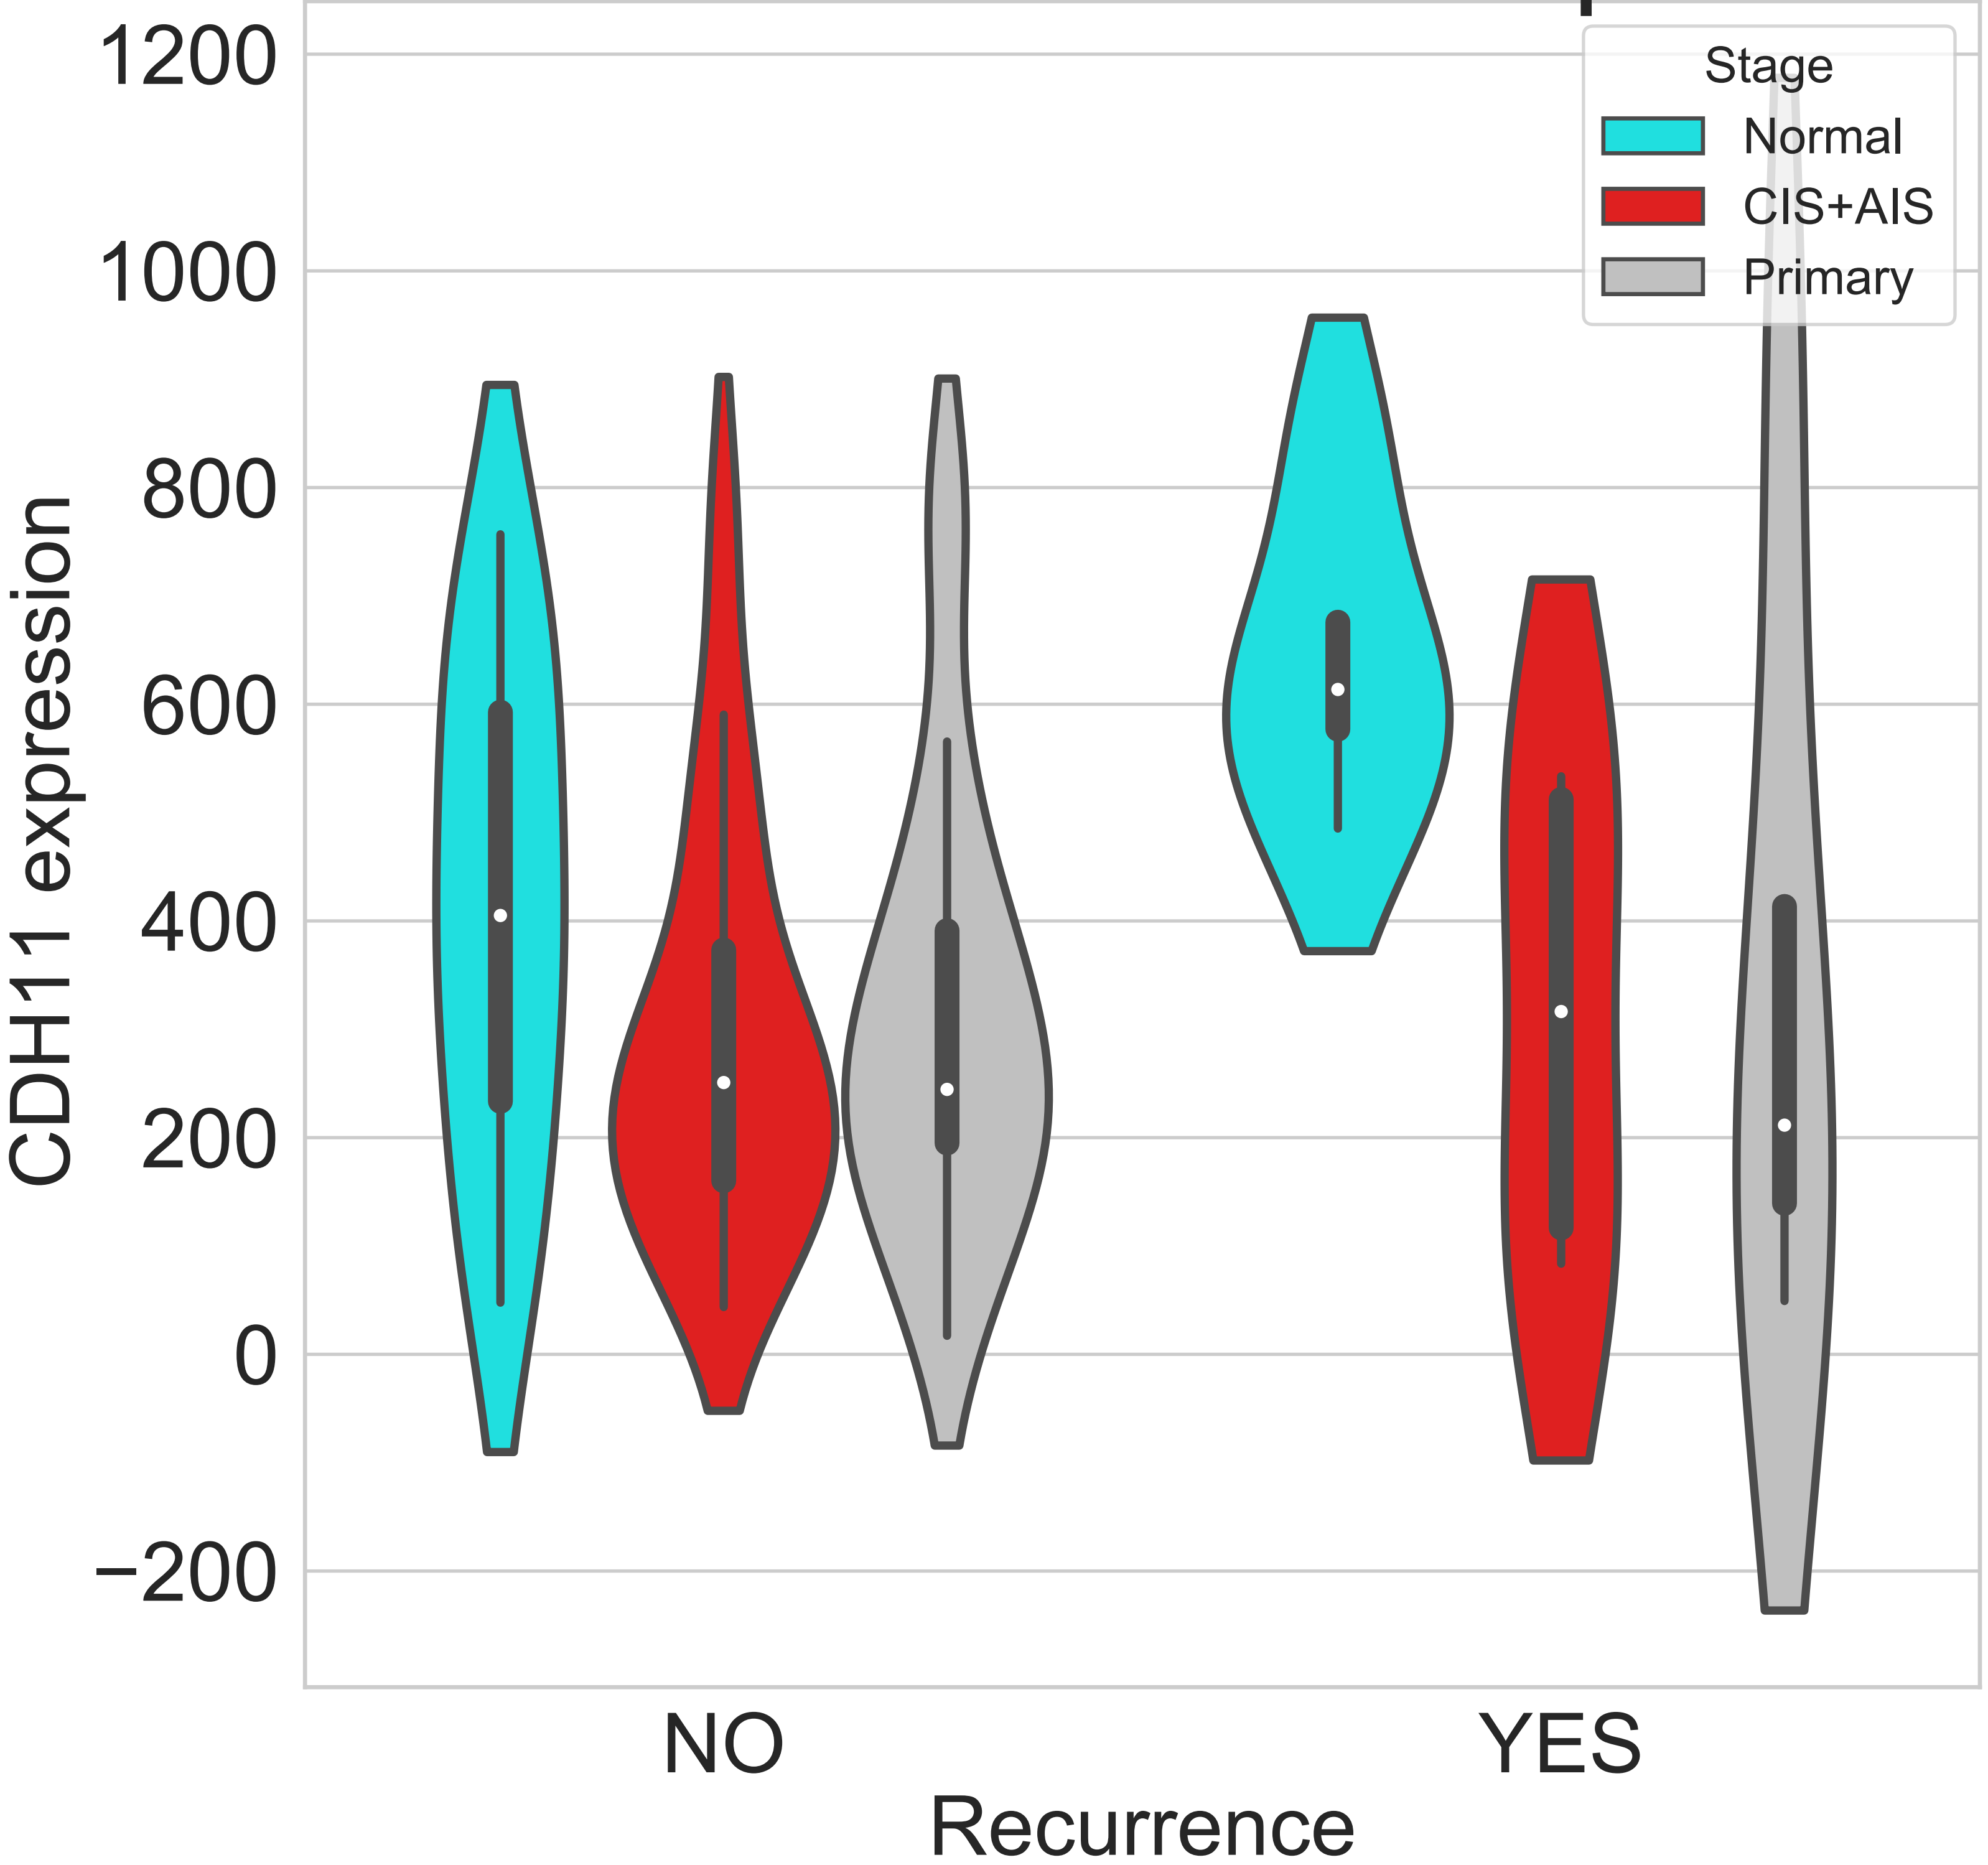 CDH11 expression
1200
1000
800
600
400
200
0
−200
Stage
Normal
CIS+AIS
Primary
NO
YES
Recurrence